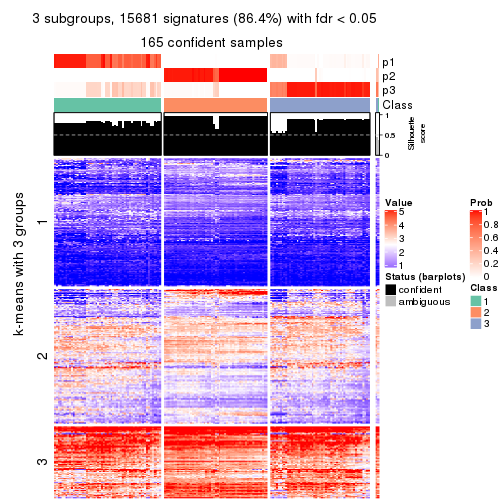 3 subgroups, 15681 signatures (86.4%) with fdr < 0.05
165 confident samples
p1
p2
p3
Class
1
0.5
0
Silhouette
score
k-means with 3 groups
1
2
3
Value
5
4
3
2
1
Status (barplots)
confident
ambiguous
Prob
1
0.8
0.6
0.4
0.2
0
Class
1
2
3